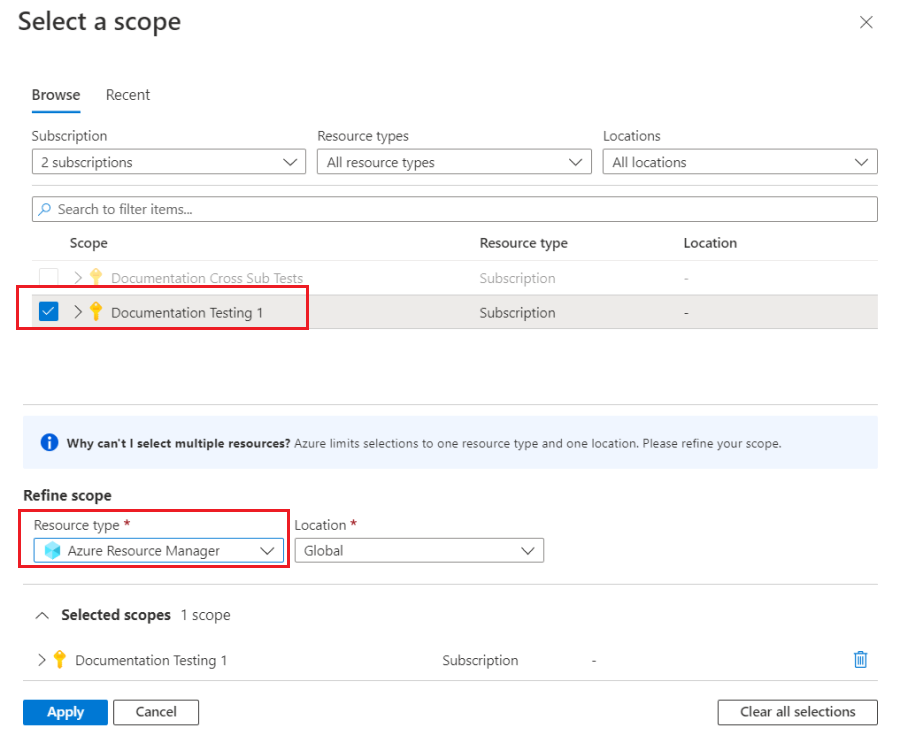 Select a scope
Browse Recent
Subscription Resource types Locations
2 subscriptions All resource types All locations
Search to filter items...
Scope Resource type Location
Documentation Cross Sub Tests Subscription -
Documentation Testing 1 Subscription -
Why can't I select multiple resources? Azure limits selections to one resource type and one location. Please refine your scope.
Refine scope
Resource type * Location *
Azure Resource Manager Global
Selected scopes 1 scope
Documentation Testing 1 Subscription -
Apply Cancel Clear all selections